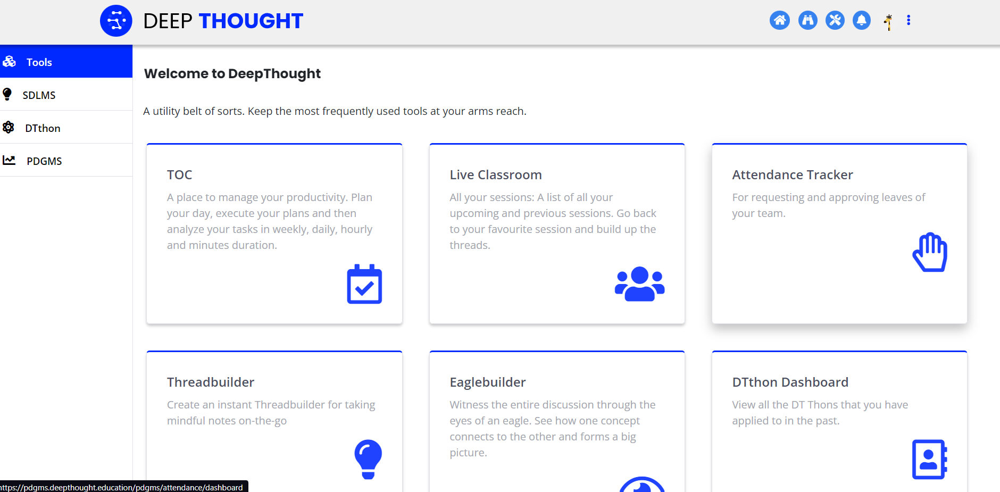 DEEP THOUGHT
Tools
SDLMS
DTthon
PDGMS
Welcome to DeepThought
A utility belt of sorts. Keep the most frequently used tools at your arms reach.
TOC
A place to manage your productivity. Plan
your day, execute your plans and then
analyze your tasks in weekly, daily, hourly
and minutes duration.
Live Classroom
All your sessions: A list of all your
upcoming and previous sessions. Go back
to your favourite session and build up the
threads.
Attendance Tracker
For requesting and approving leaves of
your team.
Threadbuilder
Create an instant Threadbuilder for taking
mindful notes on-the-go
Eaglebuilder
Witness the entire discussion through the
eyes of an eagle. See how one concept
connects to the other and forms a big
picture.
DTthon Dashboard
View all the DT Thons that you have
applied to in the past.
https://pdgms.deepthought.education/pdgms/attendance/dashboard